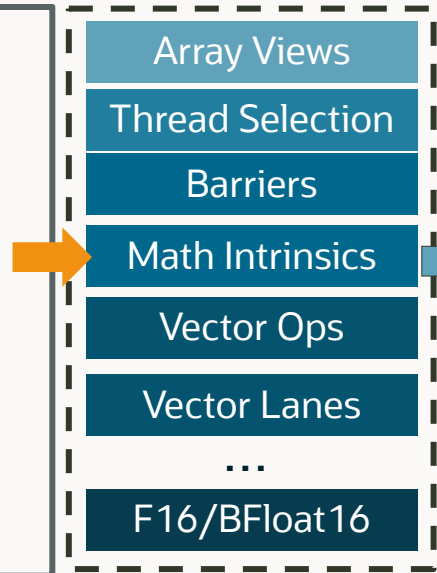 Array Views
Thread Selection
Barriers
Math Intrinsics
Vector Ops
Vector Lanes
...
F16/BFloat16